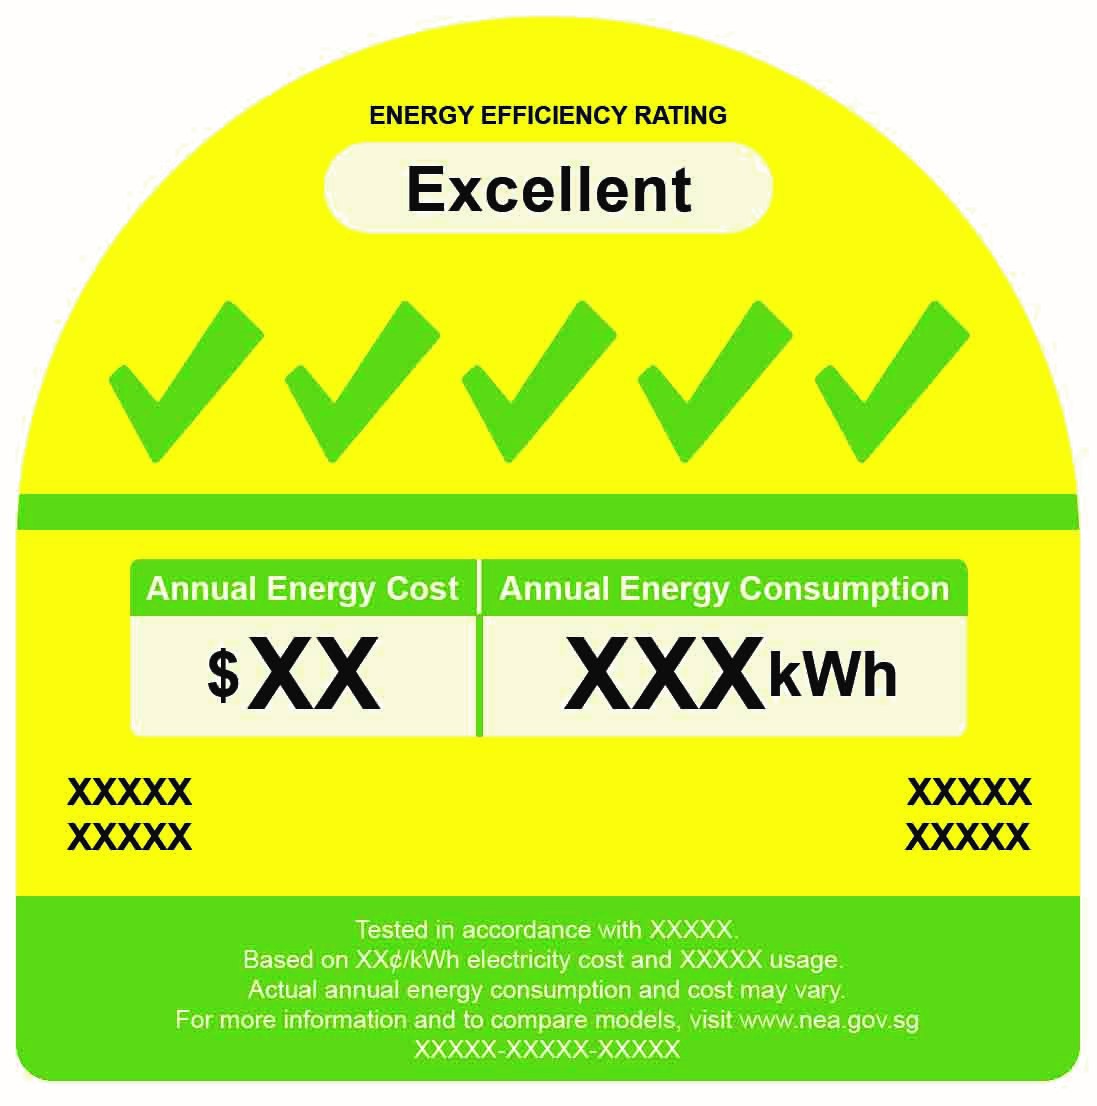 ENERGY EFFICIENCY RATING
Excellent
Annual Energy Cost Annual Energy Consumption
$XX XXXkWh
XXXXX XXXXX
XXXXX XXXXX
Tested in accordance with XXXXX.
Based on XX¢/kWh electricity cost and XXXXX usage.
Actual annual energy consumption and cost may vary.
For more information and to compare models, visit www.nea.gov.sg
XXXXX-XXXXX-XXXXX